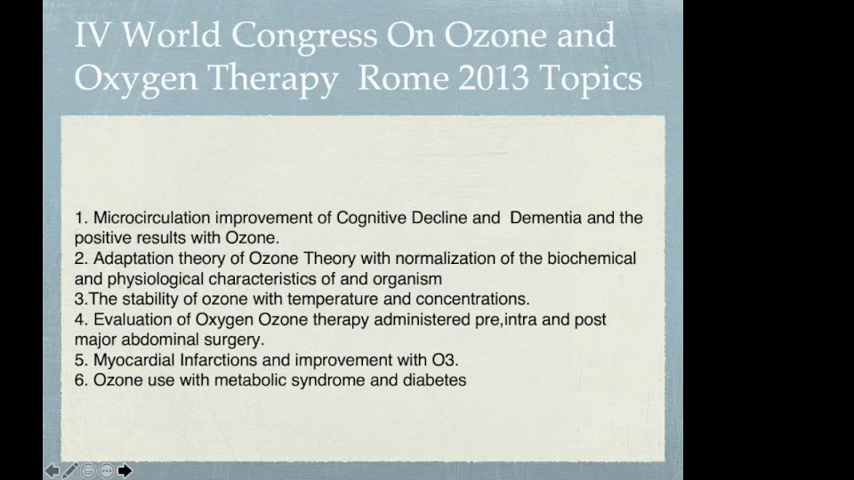 IV World Congress On Ozone and
Oxygen Therapy  Rome 2013 Topics
1. Microcirculation improvement of Cognitive Decline and  Dementia and the
positive results with Ozone.
2. Adaptation theory of Ozone Theory with normalization of the biochemical
and physiological characteristics of and organism
3.The stability of ozone with temperature and concentrations.
4. Evaluation of Oxygen Ozone therapy administered pre,intra and post
major abdominal surgery.
5. Myocardial Infarctions and improvement with O3.
6. Ozone use with metabolic syndrome and diabetes